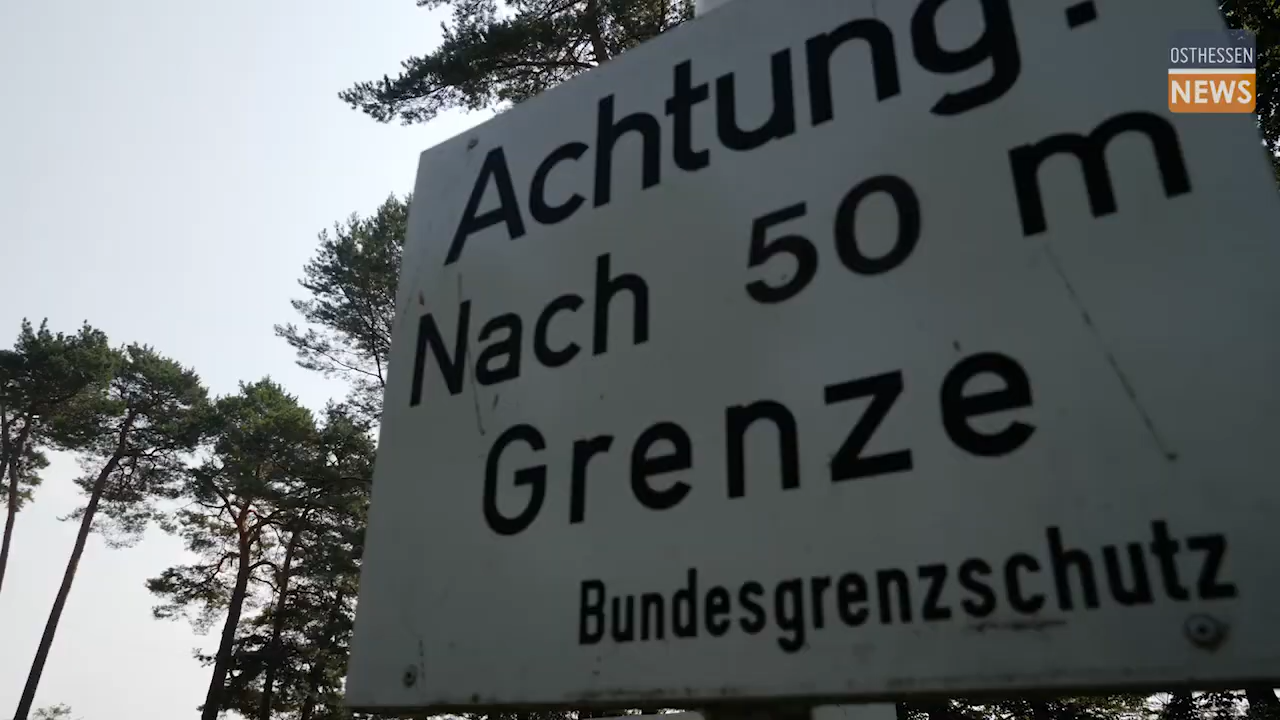 Achtung!
Nach 50 m
Grenze
Bundesgrenzschutz
OSTHESSEN
NEWS